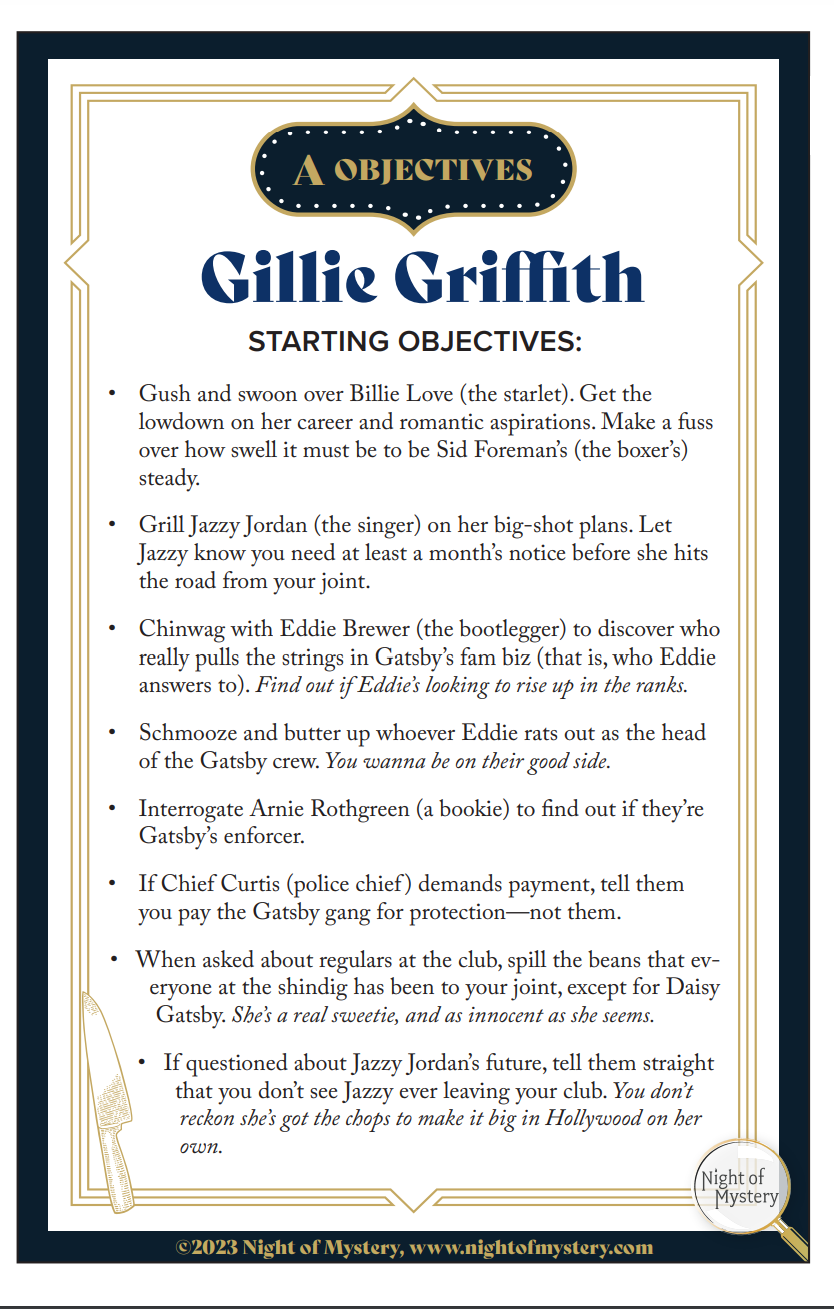 A OBJECTIVES
Gillie Griffith
STARTING OBJECTIVES:
• Gush and swoon over Billie Love (the starlet). Get the
lowdown on her career and romantic aspirations. Make a fuss
over how swell it must be to be Sid Foreman’s (the boxer’s)
steady.
• Grill Jazzy Jordan (the singer) on her big-shot plans. Let
Jazzy know you need at least a month’s notice before she hits
the road from your joint.
• Chinwag with Eddie Brewer (the bootlegger) to discover who
really pulls the strings in Gatsby’s fam biz (that is, who Eddie
answers to). Find out if Eddie’s looking to rise up in the ranks.
• Schmooze and butter up whoever Eddie rats out as the head
of the Gatsby crew. You wanna be on their good side.
• Interrogate Arnie Rothgreen (a bookie) to find out if they’re
Gatsby’s enforcer.
• If Chief Curtis (police chief) demands payment, tell them
you pay the Gatsby gang for protection—not them.
• When asked about regulars at the club, spill the beans that ev-
eryone at the shindig has been to your joint, except for Daisy
Gatsby. She’s a real sweetie, and as innocent as she seems.
• If questioned about Jazzy Jordan’s future, tell them straight
that you don’t see Jazzy ever leaving your club. You don’t
reckon she’s got the chops to make it big in Hollywood on her
own.
Night of
Mystery
©2023 Night of Mystery, www.nightofmystery.com